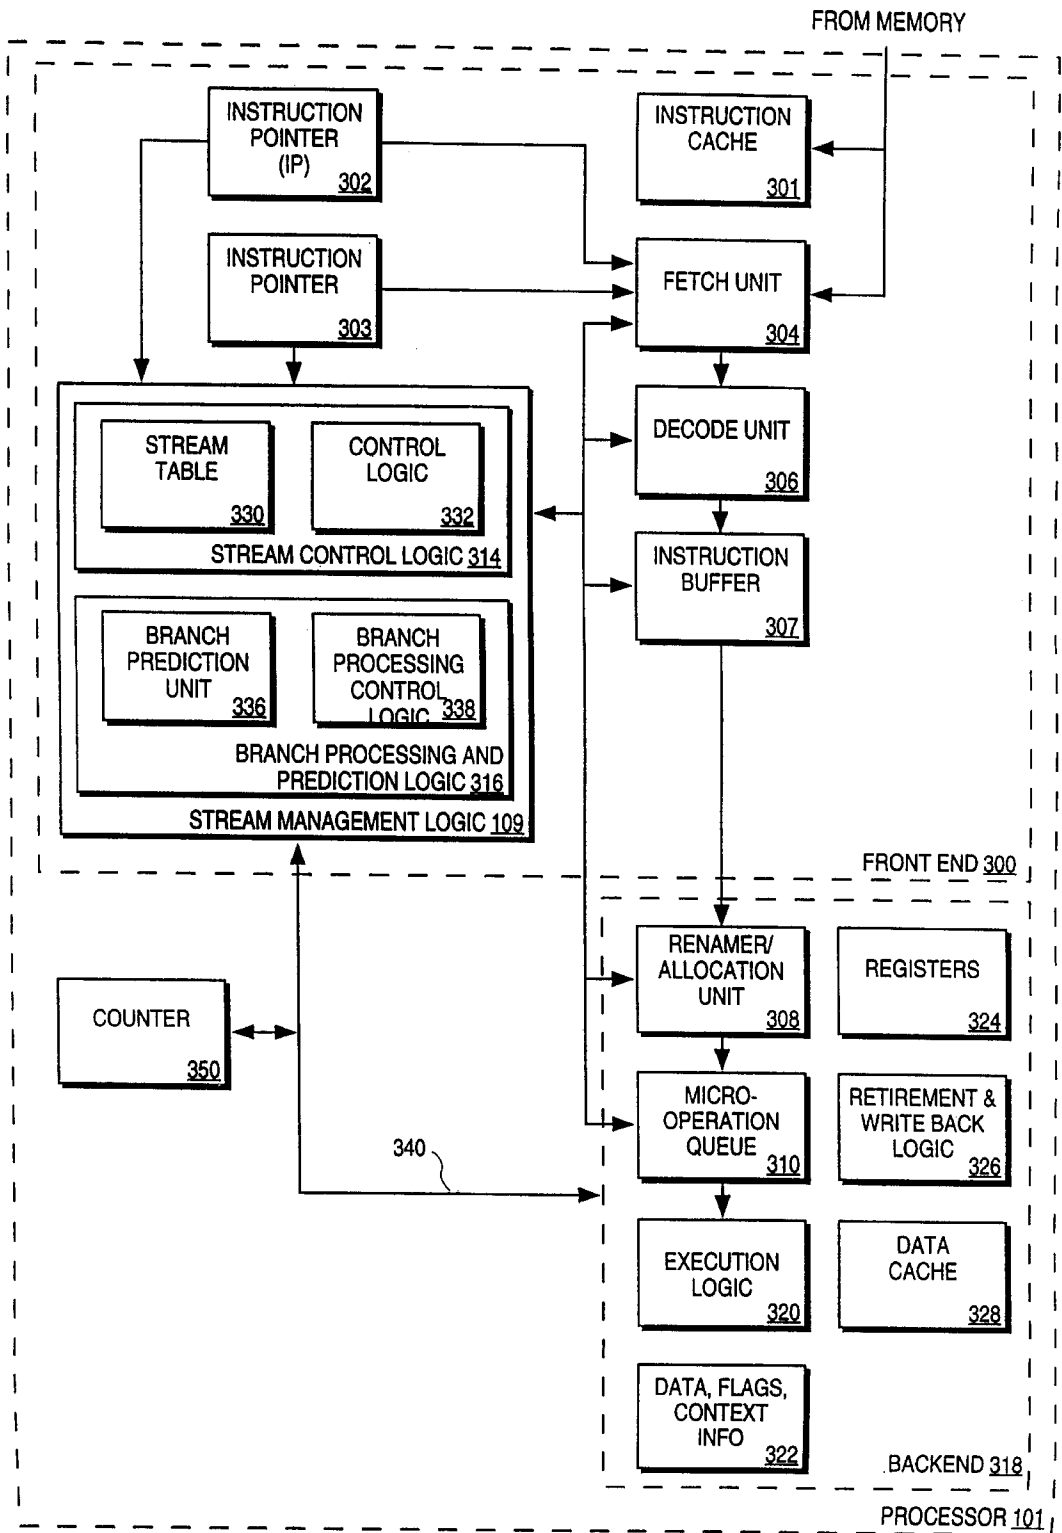 FROM MEMORY
INSTRUCTION
POINTER
(IP)
302
INSTRUCTION
CACHE
301
INSTRUCTION
POINTER
303
FETCH UNIT
304
STREAM
TABLE
330
CONTROL
LOGIC
332
STREAM CONTROL LOGIC 314
DECODE UNIT
306
INSTRUCTION
BUFFER
307
BRANCH
PREDICTION
UNIT
336
BRANCH
PROCESSING
CONTROL
LOGIC
338
BRANCH PROCESSING AND
PREDICTION LOGIC 316
STREAM MANAGEMENT LOGIC 109
FRONT END 300
RENAMER/
ALLOCATION
UNIT
308
REGISTERS
324
COUNTER
350
MICRO-
OPERATION
QUEUE
310
RETIREMENT &
WRITE BACK
LOGIC
326
340
EXECUTION
LOGIC
320
DATA
CACHE
328
DATA, FLAGS,
CONTEXT
INFO
322
BACKEND 318
PROCESSOR 101